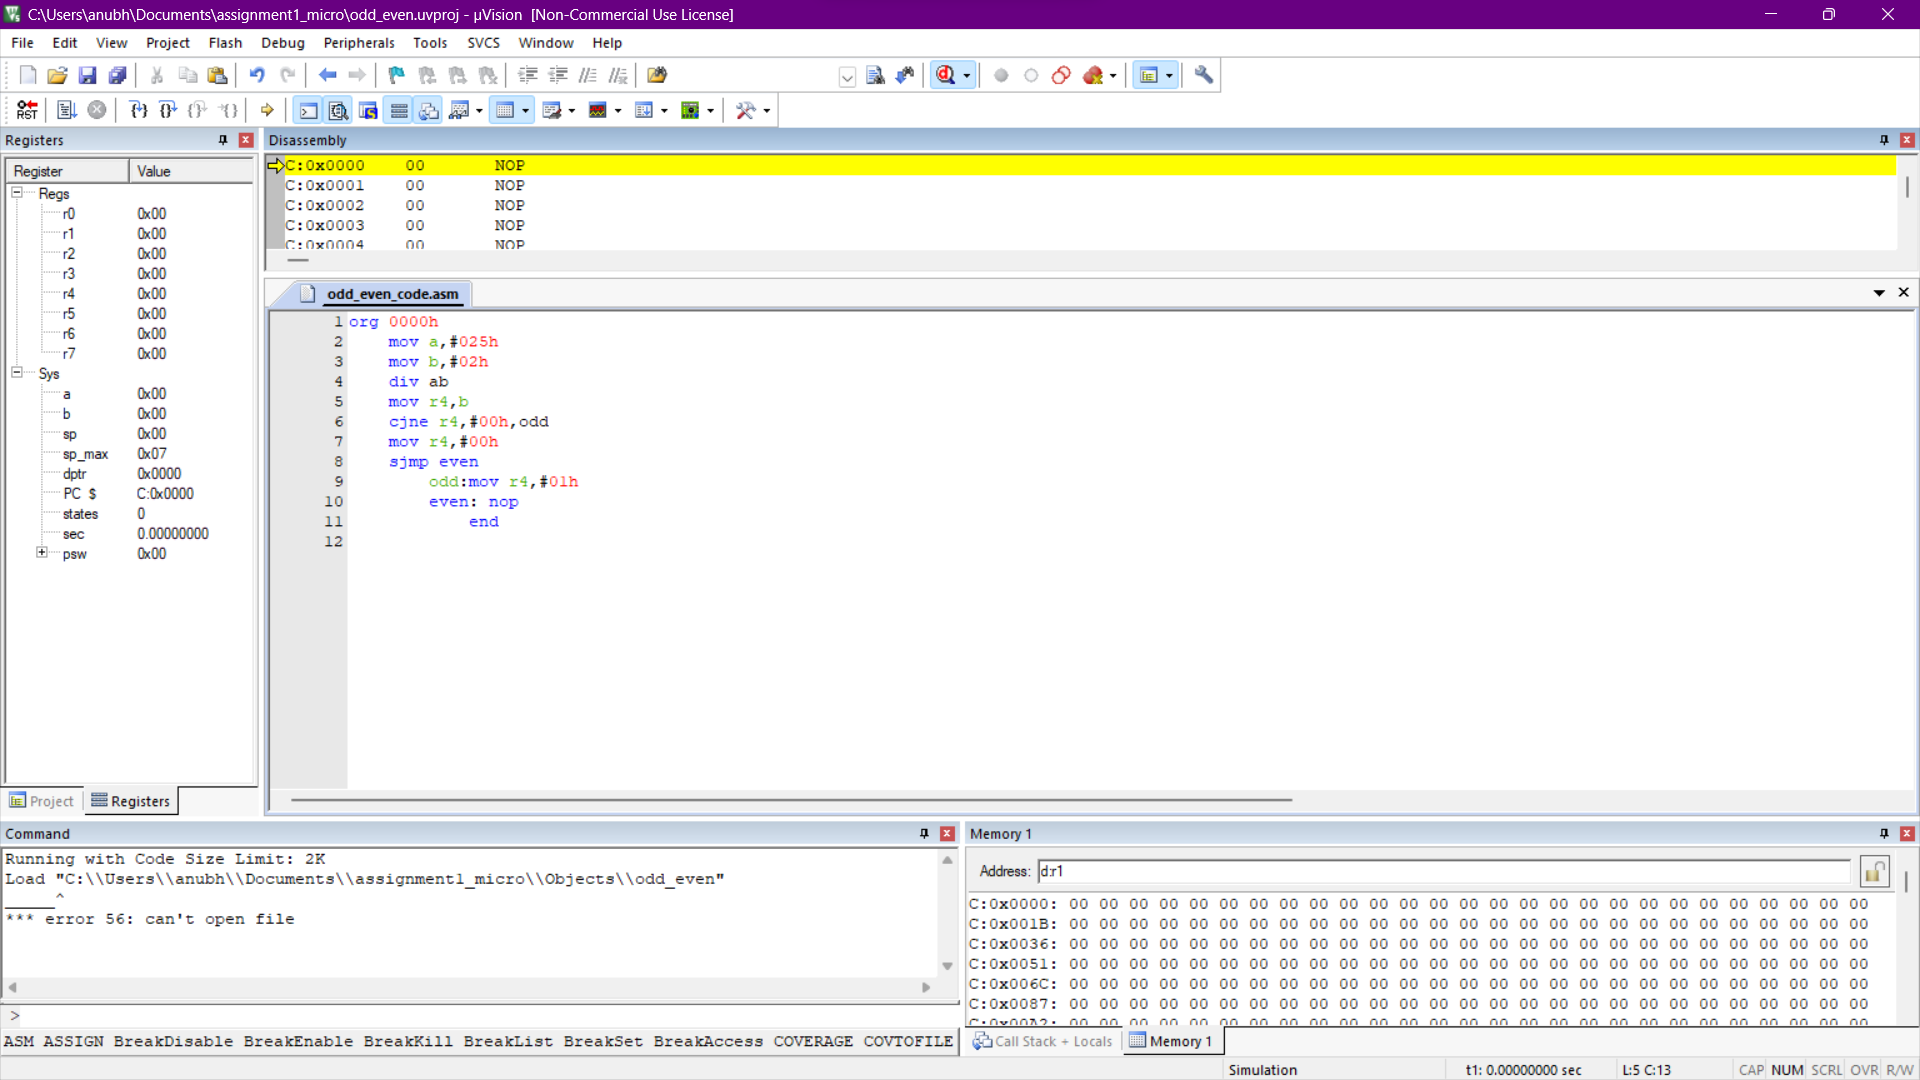 C:\Users\anubh\Documents\assignment1_micro\odd_even.uvproj - µVision [Non-Commercial Use License]
File Edit View Project Flash Debug Peripherals Tools SVCS Window Help
RST
Registers
Register Value
Regs
r0 0x00
r1 0x00
r2 0x00
r3 0x00
r4 0x00
r5 0x00
r6 0x00
r7 0x00
Sys
a 0x00
b 0x00
sp 0x00
sp_max 0x07
dptr 0x0000
PC $ C:0x0000
states 0
sec 0.00000000
psw 0x00
Project Registers
Disassembly
C:0x0000 00 NOP
C:0x0001 00 NOP
C:0x0002 00 NOP
C:0x0003 00 NOP
C:0x0004 00 NOP
odd_even_code.asm
1 org 0000h
2 mov a,#025h
3 mov b,#02h
4 div ab
5 mov r4,b
6 cjne r4,#00h,odd
7 mov r4,#00h
8 sjmp even
9 odd:mov r4,#01h
10 even: nop
11 end
12
Command
Running with Code Size Limit: 2K
Load "C:\\Users\\anubh\\Documents\\assignment1_micro\\Objects\\odd_even"
_____^
*** error 56: can't open file
>
ASM ASSIGN BreakDisable BreakEnable BreakKill BreakList BreakSet BreakAccess COVERAGE COVTOFILE
Memory 1
Address: d:r1
C:0x0000: 00 00 00 00 00 00 00 00 00 00 00 00 00 00 00 00 00 00 00 00 00 00 00 00 00 00 00
C:0x001B: 00 00 00 00 00 00 00 00 00 00 00 00 00 00 00 00 00 00 00 00 00 00 00 00 00 00 00
C:0x0036: 00 00 00 00 00 00 00 00 00 00 00 00 00 00 00 00 00 00 00 00 00 00 00 00 00 00 00
C:0x0051: 00 00 00 00 00 00 00 00 00 00 00 00 00 00 00 00 00 00 00 00 00 00 00 00 00 00 00
C:0x006C: 00 00 00 00 00 00 00 00 00 00 00 00 00 00 00 00 00 00 00 00 00 00 00 00 00 00 00
C:0x0087: 00 00 00 00 00 00 00 00 00 00 00 00 00 00 00 00 00 00 00 00 00 00 00 00 00 00 00
C:0x00A2: 00 00 00 00 00 00 00 00 00 00 00 00 00 00 00 00 00 00 00 00 00 00 00 00 00 00 00
Call Stack + Locals Memory 1
Simulation t1: 0.00000000 sec L:5 C:13 CAP NUM SCRL OVR R/W